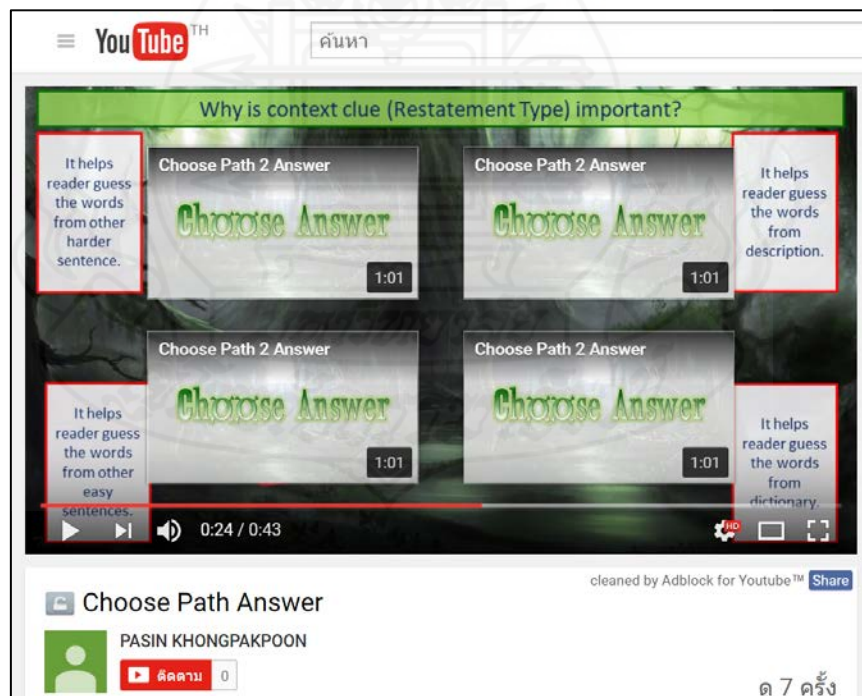 YouTube TH
ค้นหา
Why is context clue (Restatement Type) important?
It helps
reader guess
the words
from other
harder
sentence.
Choose Path 2 Answer
Choose Answer
1:01
Choose Path 2 Answer
Choose Answer
1:01
It helps
reader guess
the words
from
description.
It helps
reader guess
the words
from other
easy
sentences.
Choose Path 2 Answer
Choose Answer
1:01
Choose Path 2 Answer
Choose Answer
1:01
It helps
reader guess
the words
from
dictionary.
0:24 / 0:43
HD
cleaned by Adblock for Youtube™ Share
Choose Path Answer
PASIN KHONGPAKPOON
ติดตาม 0
ด 7 ครั้ง